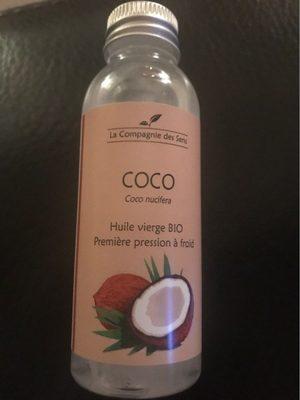 La Compagnie des Sens
COCO
Coco nucifera
Huile vierge BIO
Première pression à froid